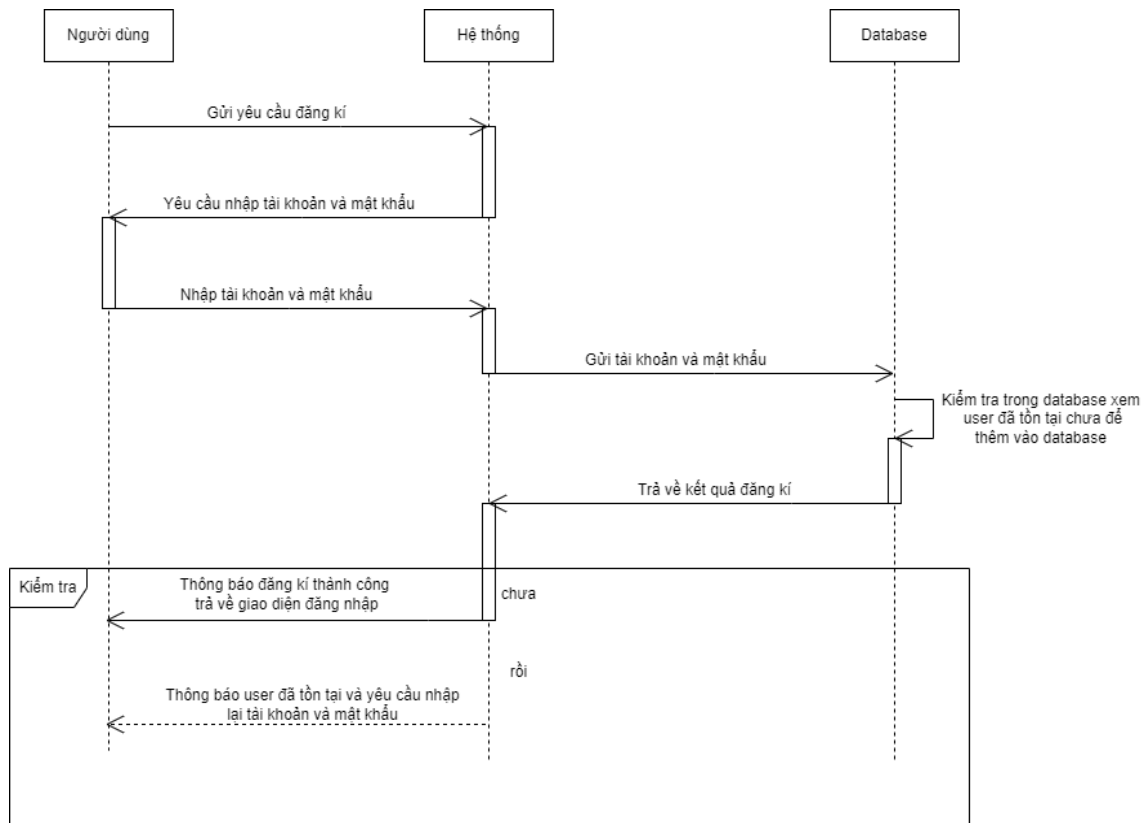 Người dùng
Hệ thống
Database
Gửi yêu cầu đăng kí
Yêu cầu nhập tài khoản và mật khẩu
Nhập tài khoản và mật khẩu
Gửi tài khoản và mật khẩu
Kiểm tra trong database xem
user đã tồn tại chưa để
thêm vào database
Trả về kết quả đăng kí
Kiểm tra
Thông báo đăng kí thành công
trả về giao diện đăng nhập
chưa
rồi
Thông báo user đã tồn tại và yêu cầu nhập
lại tài khoản và mật khẩu